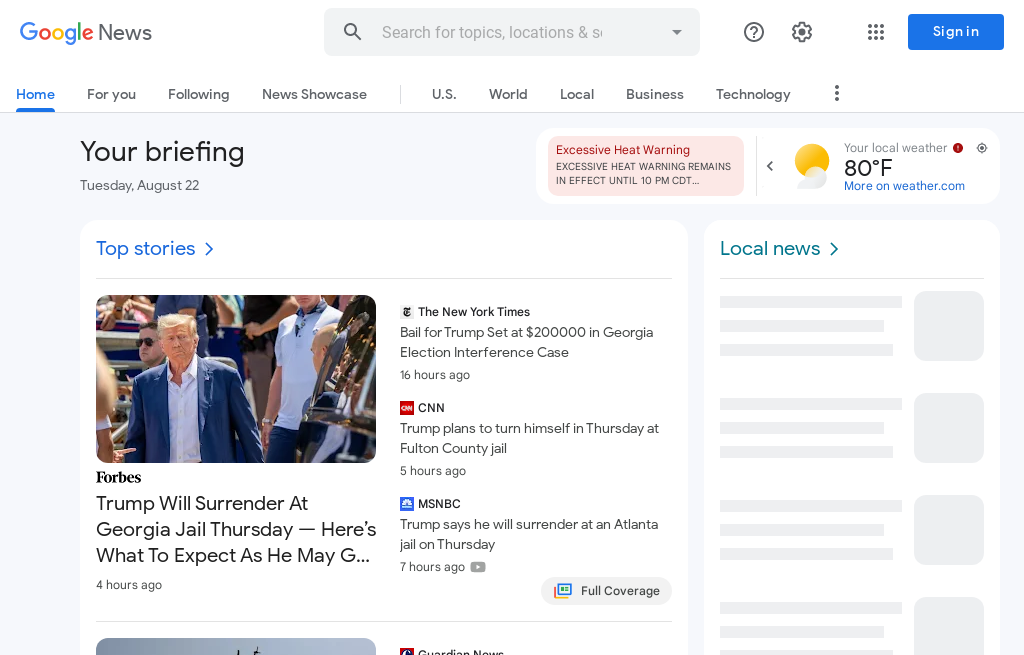 Google News
Search for topics, locations & s
Sign in
Home
For you
Following
News Showcase
U.S.
World
Local
Business
Technology
Your briefing
Tuesday, August 22
Excessive Heat Warning
EXCESSIVE HEAT WARNING REMAINS
IN EFFECT UNTIL 10 PM CDT...
Your local weather
80°F
More on weather.com
Top stories
Forbes
Trump Will Surrender At
Georgia Jail Thursday — Here's
What To Expect As He May G...
4 hours ago
The New York Times
Bail for Trump Set at $200000 in Georgia
Election Interference Case
16 hours ago
CNN
Trump plans to turn himself in Thursday at
Fulton County jail
5 hours ago
MSNBC
Trump says he will surrender at an Atlanta
jail on Thursday
7 hours ago
Full Coverage
Guardian News
Local news